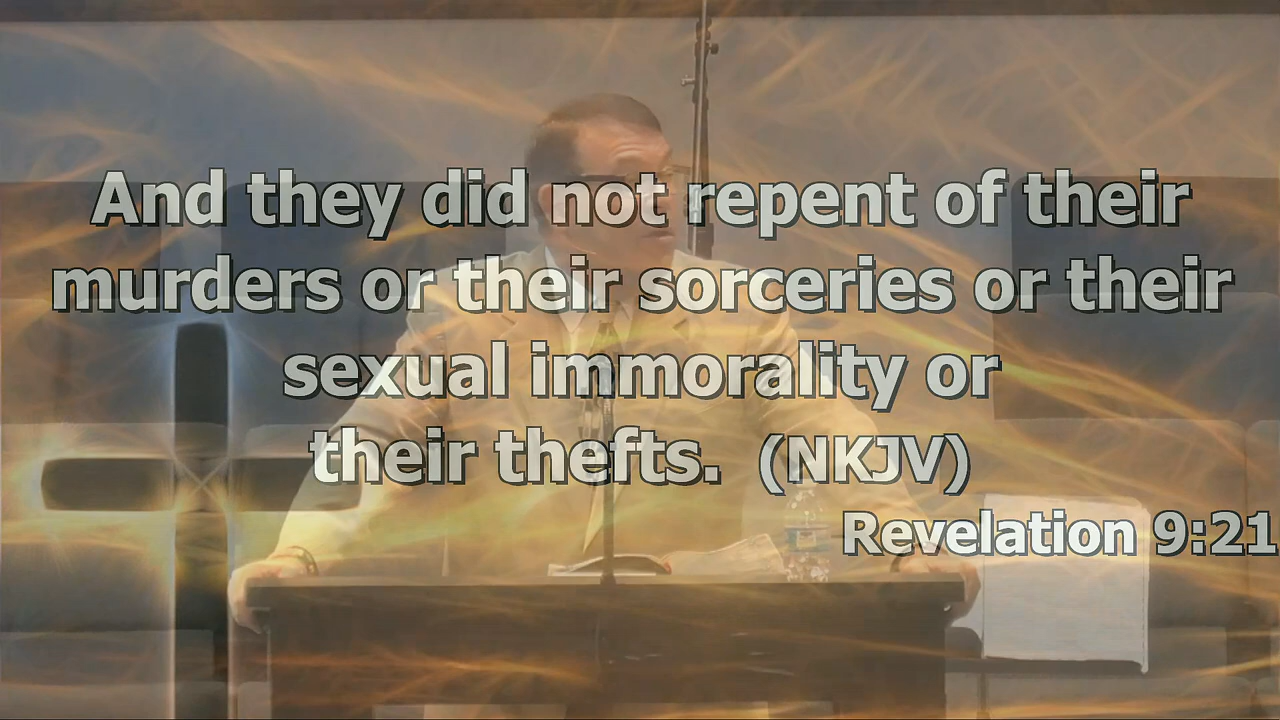 And they did not repent of their
murders or their sorceries or their
sexual immorality or
their thefts. (NKJV)
Revelation 9:21